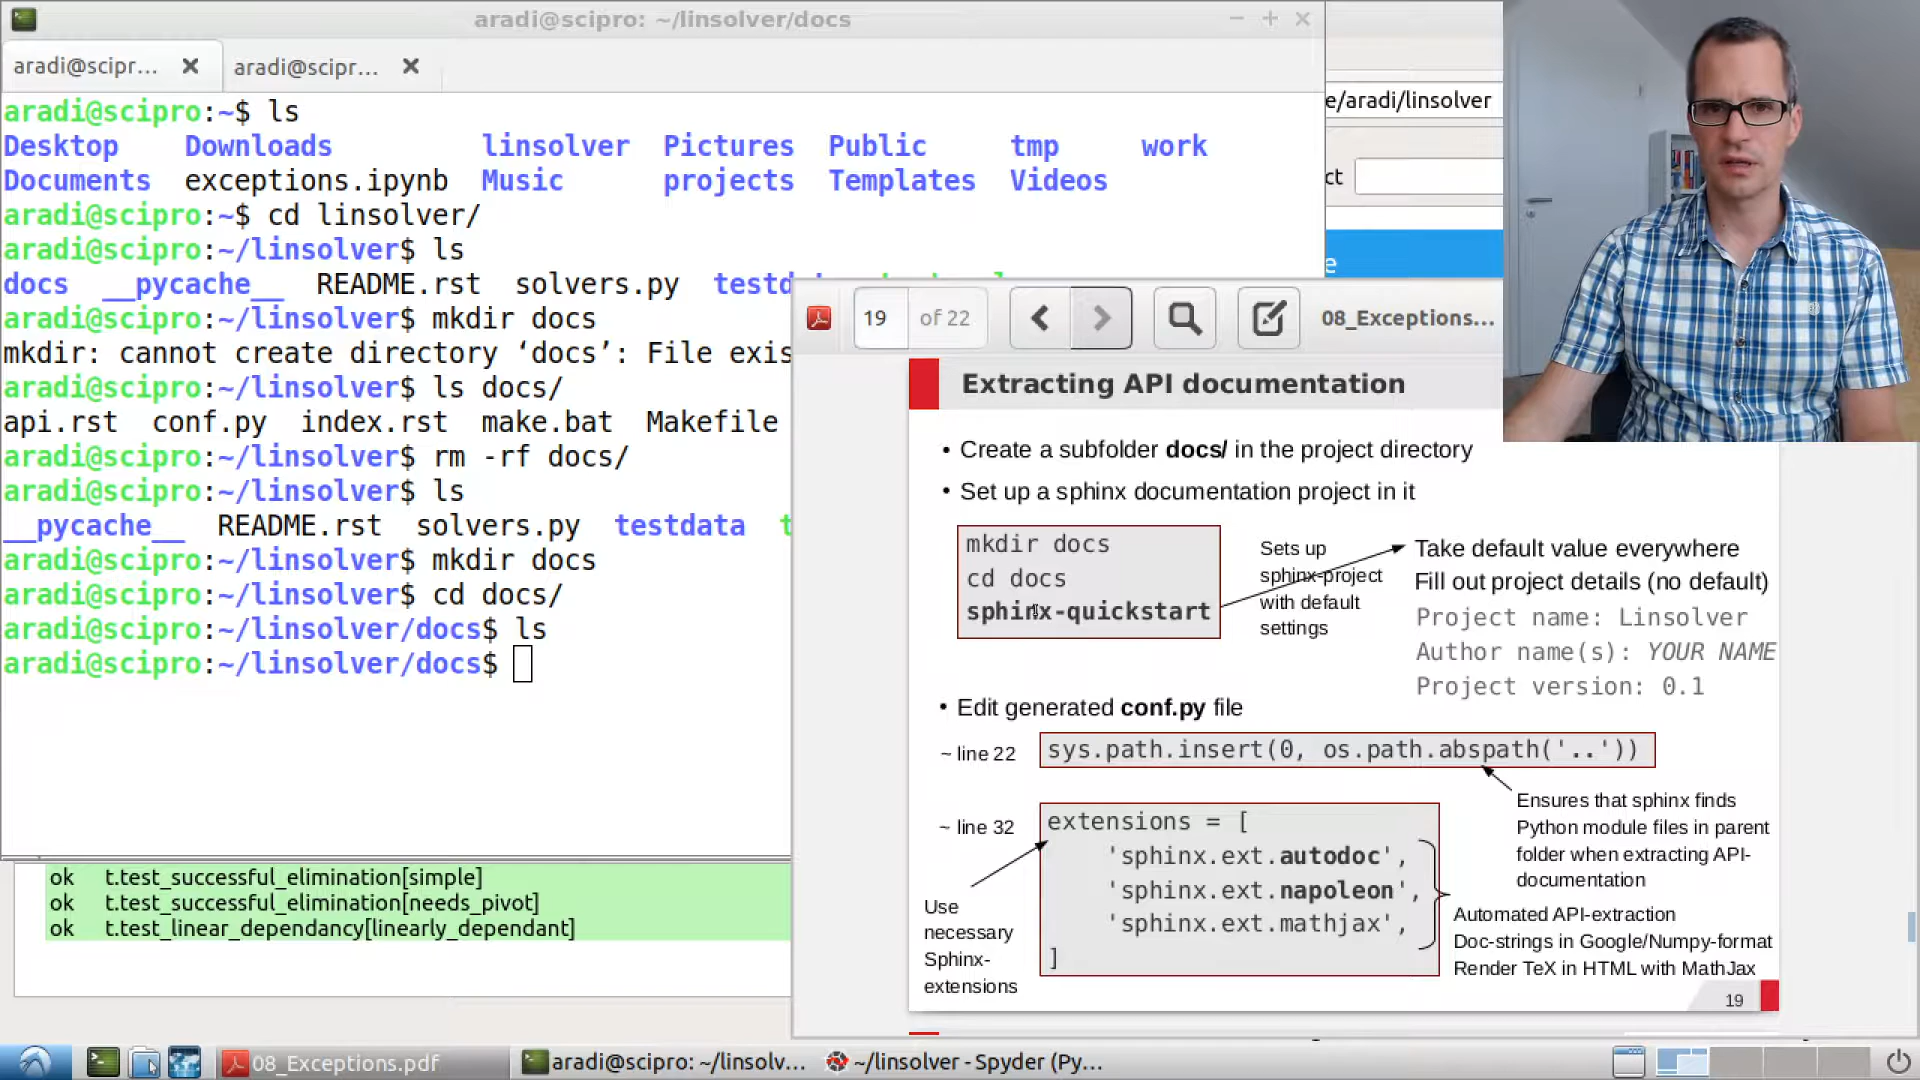 aradi@scipro: ~/linsolver/docs
aradi@scipr...
aradi@scipr...
aradi@scipro:~$ ls
Desktop Downloads linsolver Pictures Public tmp work
Documents exceptions.ipynb Music projects Templates Videos
aradi@scipro:~$ cd linsolver/
aradi@scipro:~/linsolver$ ls
docs __pycache__ README.rst solvers.py testd
aradi@scipro:~/linsolver$ mkdir docs
mkdir: cannot create directory ‘docs’: File exis
aradi@scipro:~/linsolver$ ls docs/
api.rst conf.py index.rst make.bat Makefile
aradi@scipro:~/linsolver$ rm -rf docs/
aradi@scipro:~/linsolver$ ls
__pycache__ README.rst solvers.py testdata t
aradi@scipro:~/linsolver$ mkdir docs
aradi@scipro:~/linsolver$ cd docs/
aradi@scipro:~/linsolver/docs$ ls
aradi@scipro:~/linsolver/docs$
e/aradi/linsolver
ct
e
19 of 22
08_Exceptions...
Extracting API documentation
• Create a subfolder docs/ in the project directory
• Set up a sphinx documentation project in it
mkdir docs
cd docs
sphinx-quickstart
Sets up
sphinx-project
with default
settings
Take default value everywhere
Fill out project details (no default)
Project name: Linsolver
Author name(s): YOUR NAME
Project version: 0.1
• Edit generated conf.py file
~ line 22
sys.path.insert(0, os.path.abspath('..'))
Ensures that sphinx finds
Python module files in parent
folder when extracting API-
documentation
~ line 32
extensions = [
'sphinx.ext.autodoc',
'sphinx.ext.napoleon',
'sphinx.ext.mathjax',
]
Use
necessary
Sphinx-
extensions
Automated API-extraction
Doc-strings in Google/Numpy-format
Render TeX in HTML with MathJax
19
ok t.test_successful_elimination[simple]
ok t.test_successful_elimination[needs_pivot]
ok t.test_linear_dependancy[linearly_dependant]
08_Exceptions.pdf
aradi@scipro: ~/linsolv...
~/linsolver - Spyder (Py...